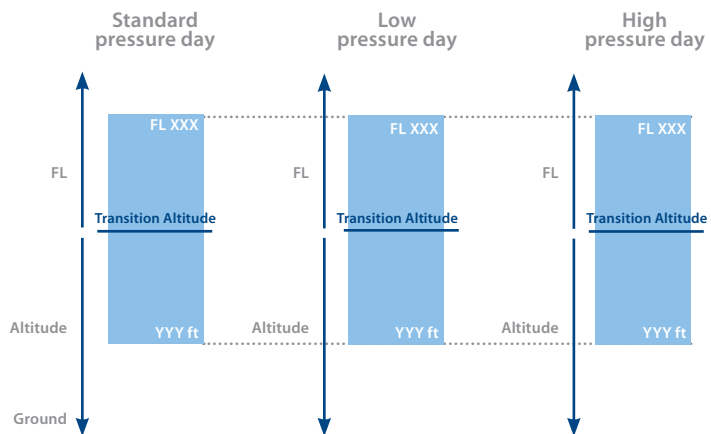 Standard
pressure day
Low
pressure day
High
pressure day
FL XXX
FL XXX
FL XXX
FL
FL
FL
Transition Altitude
Transition Altitude
Transition Altitude
Altitude
YYY ft
Altitude
YYY ft
Altitude
YYY ft
Ground